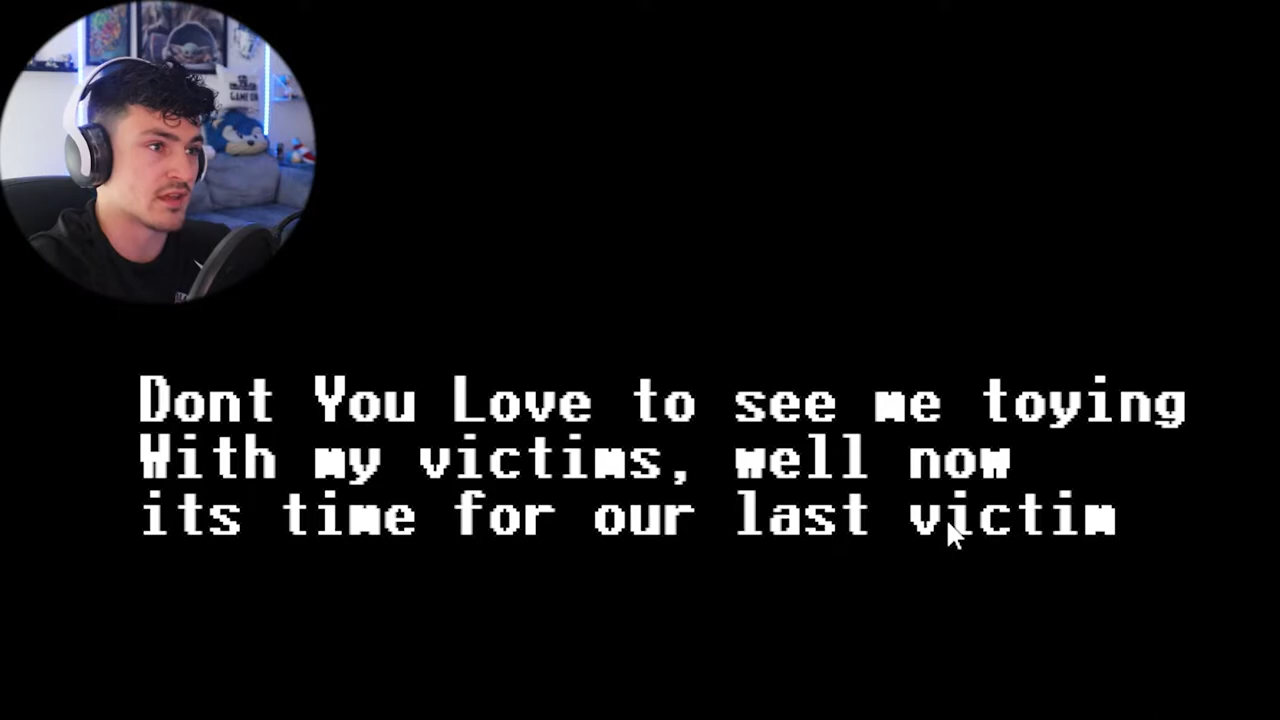 Dont You Love to see me toying
With my victims, well now
its time for our last victim